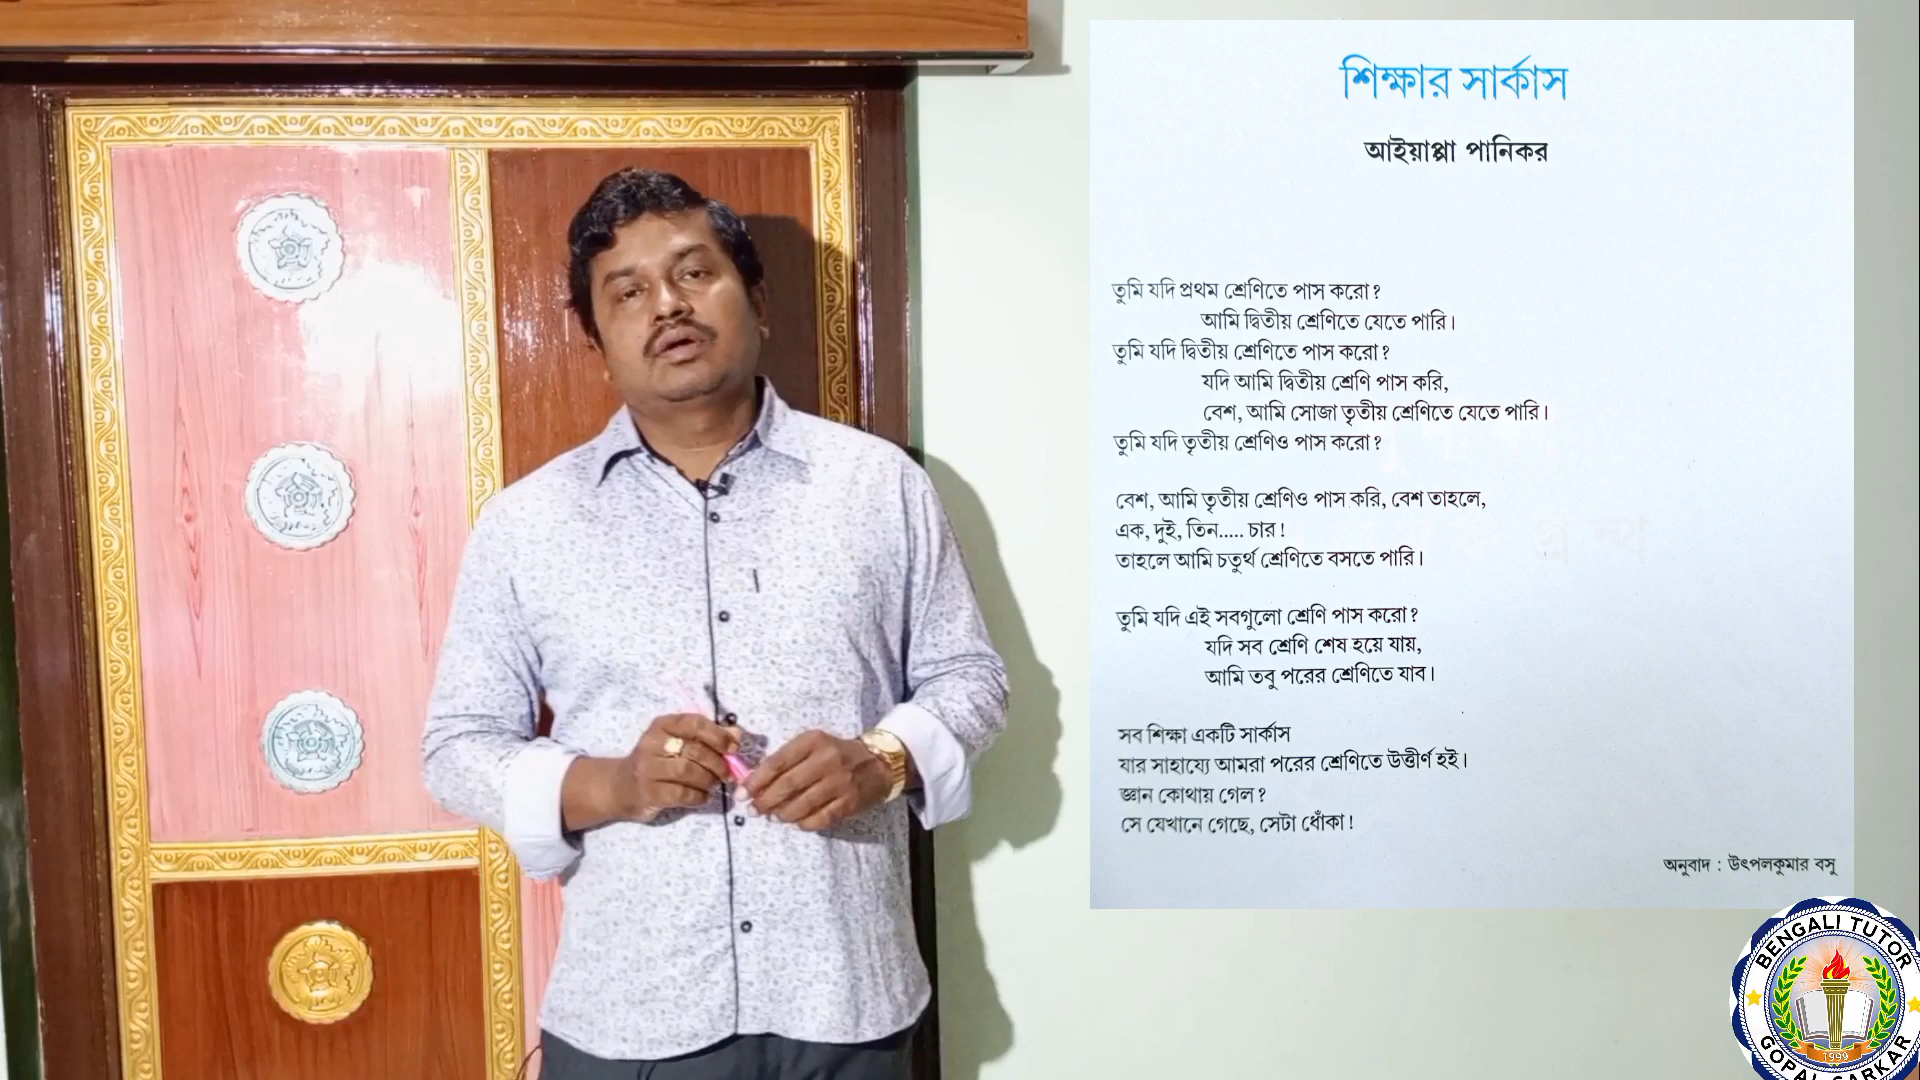 শিক্ষার সার্কাস
আইয়াপ্পা পানিকর
তুমি যদি প্রথম শ্রেণিতে পাস করো?
আমি দ্বিতীয় শ্রেণিতে যেতে পারি।
তুমি যদি দ্বিতীয় শ্রেণিতে পাস করো?
যদি আমি দ্বিতীয় শ্রেণি পাস করি,
বেশ, আমি সোজা তৃতীয় শ্রেণিতে যেতে পারি।
তুমি যদি তৃতীয় শ্রেণিও পাস করো?
বেশ, আমি তৃতীয় শ্রেণিও পাস করি, বেশ তাহলে,
এক, দুই, তিন..... চার!
তাহলে আমি চতুর্থ শ্রেণিতে বসতে পারি।
তুমি যদি এই সবগুলো শ্রেণি পাস করো?
যদি সব শ্রেণি শেষ হয়ে যায়,
আমি তবু পরের শ্রেণিতে যাব।
সব শিক্ষা একটি সার্কাস
যার সাহায্যে আমরা পরের শ্রেণিতে উত্তীর্ণ হই।
জ্ঞান কোথায় গেল?
সে যেখানে গেছে, সেটা ধোঁকা!
অনুবাদ : উৎপলকুমার বসু
BENGALI TUTOR
1999
GOPAL SARKAR